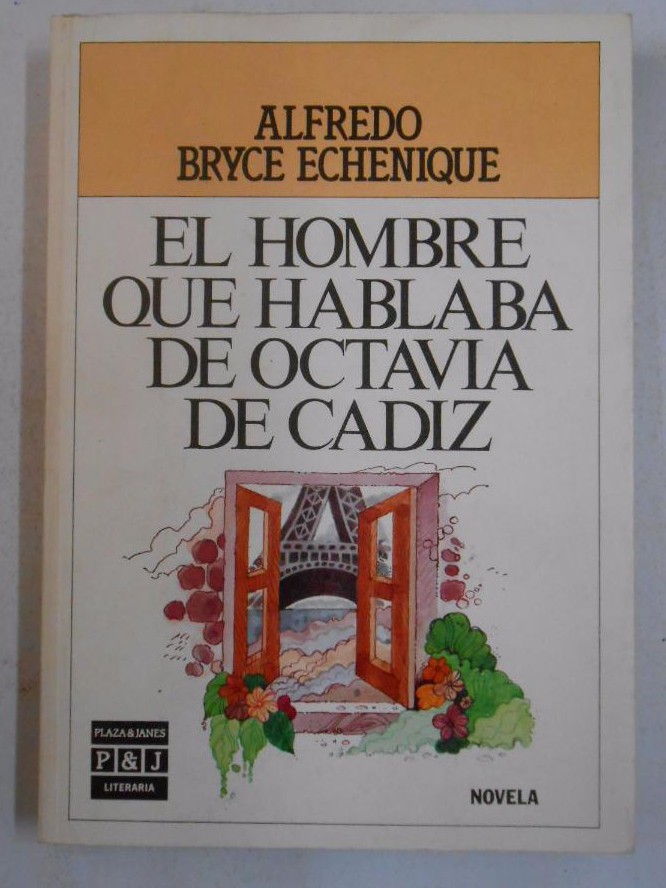 ALFREDO
BRYCE ECHENIQUE
EL HOMBRE
QUE HABLABA
DE OCTAVIA
DE CADIZ
PLAZA & JANES
P & J
LITERARIA
NOVELA